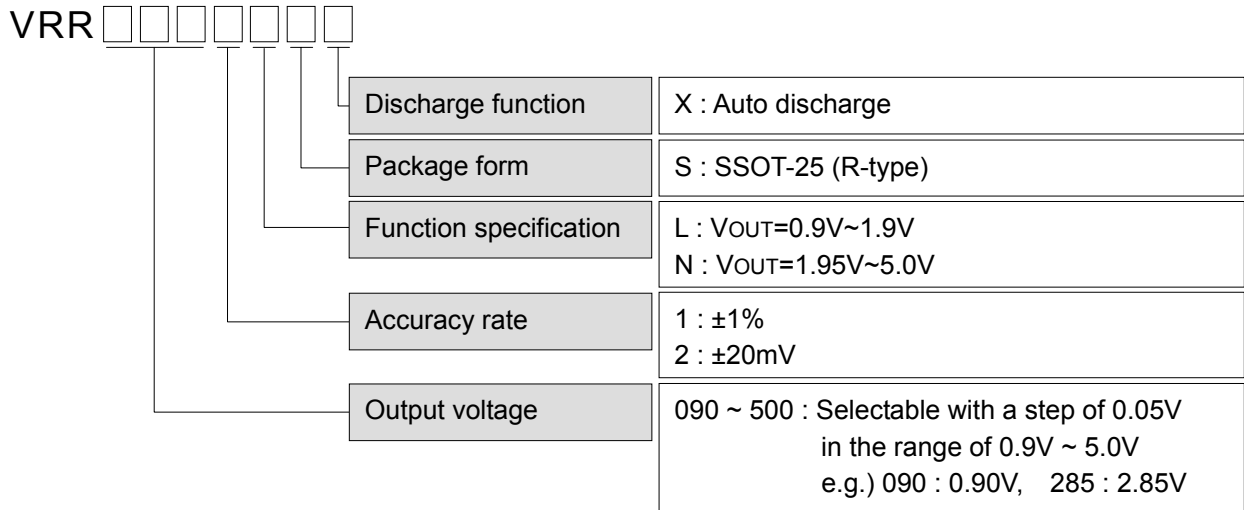 VRR□□□□□□□
Discharge function
X : Auto discharge
Package form
S : SSOT-25 (R-type)
Function specification
L : VOUT=0.9V~1.9V
N : VOUT=1.95V~5.0V
Accuracy rate
1 : ±1%
2 : ±20mV
Output voltage
090 ~ 500 : Selectable with a step of 0.05V
in the range of 0.9V ~ 5.0V
e.g.) 090 : 0.90V, 285 : 2.85V